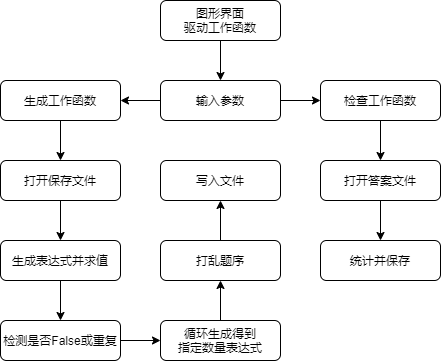 图形界面
驱动工作函数
生成工作函数
输入参数
检查工作函数
打开保存文件
写入文件
打开答案文件
生成表达式并求值
打乱题序
统计并保存
检测是否False或重复
循环生成得到
指定数量表达式